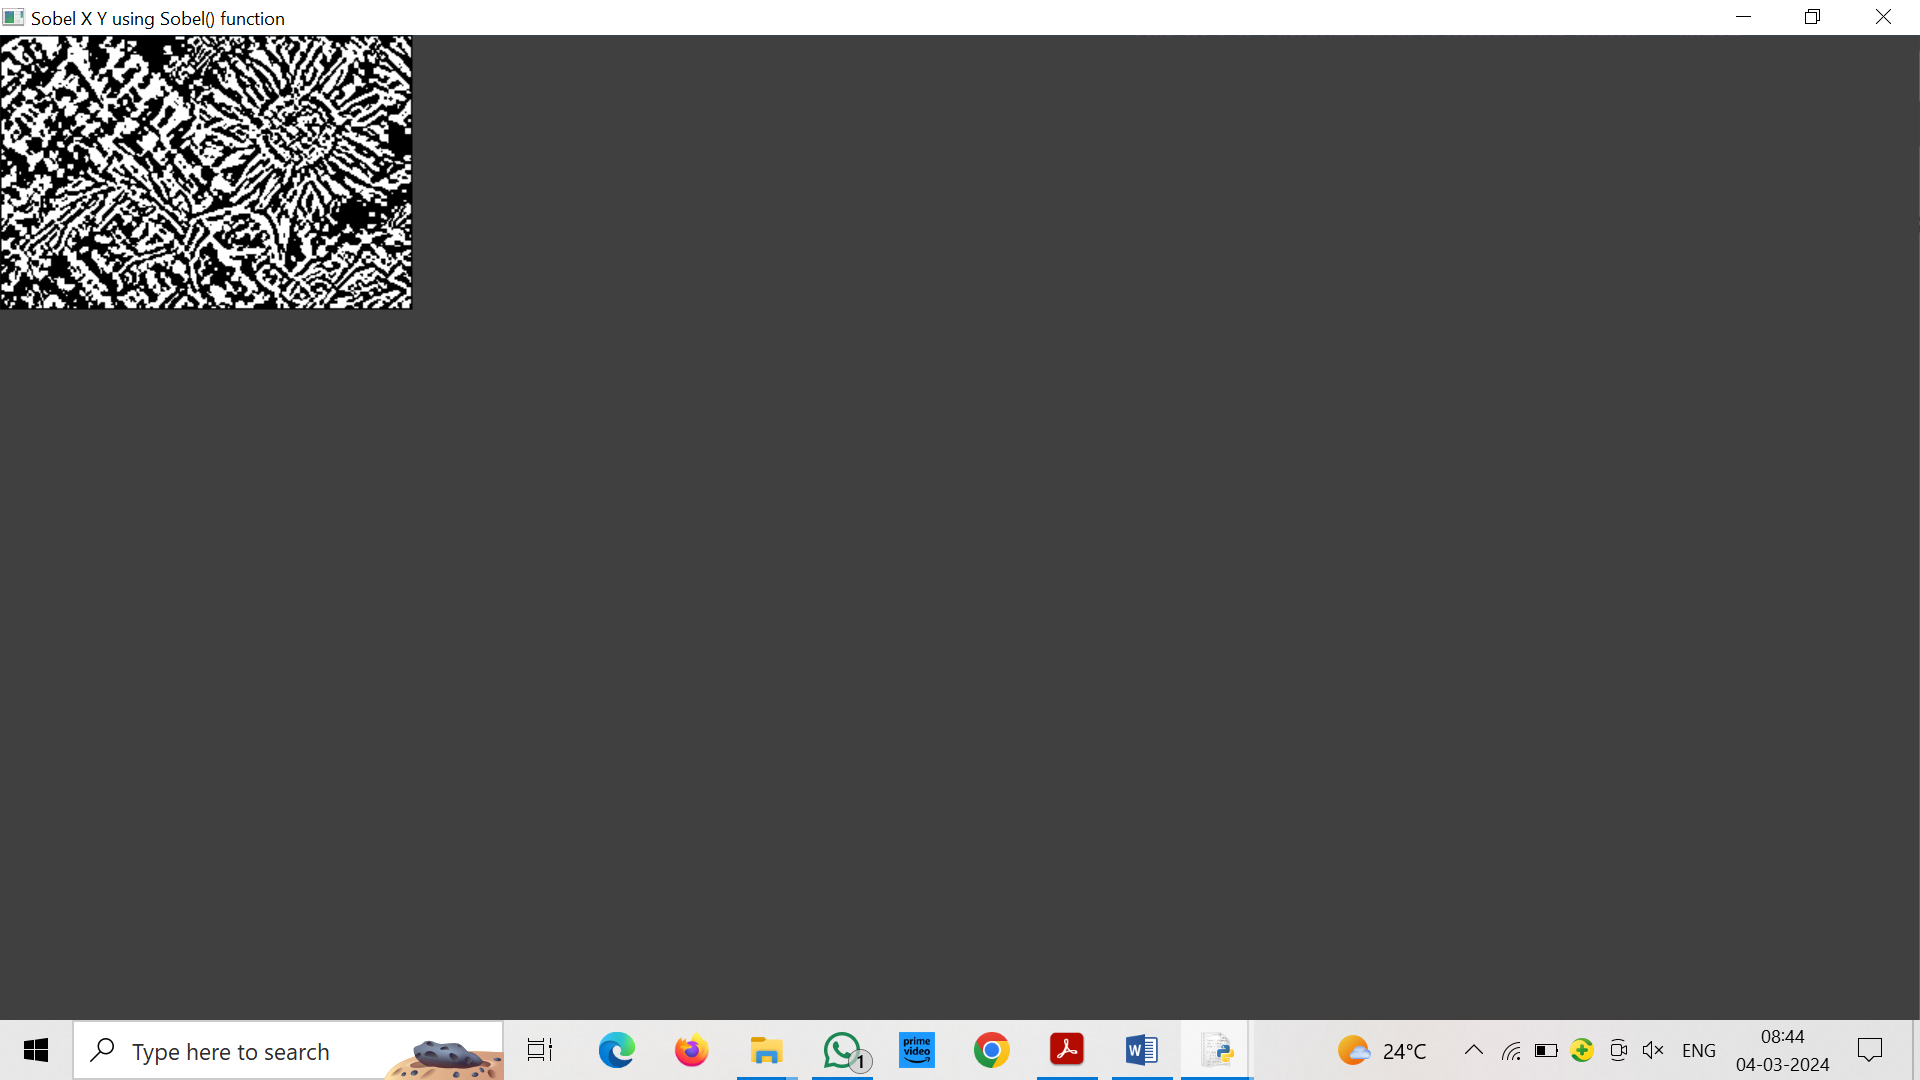 Sobel X Y using Sobel() function
Type here to search
prime
video
1
W
24°C
ENG
08:44
04-03-2024